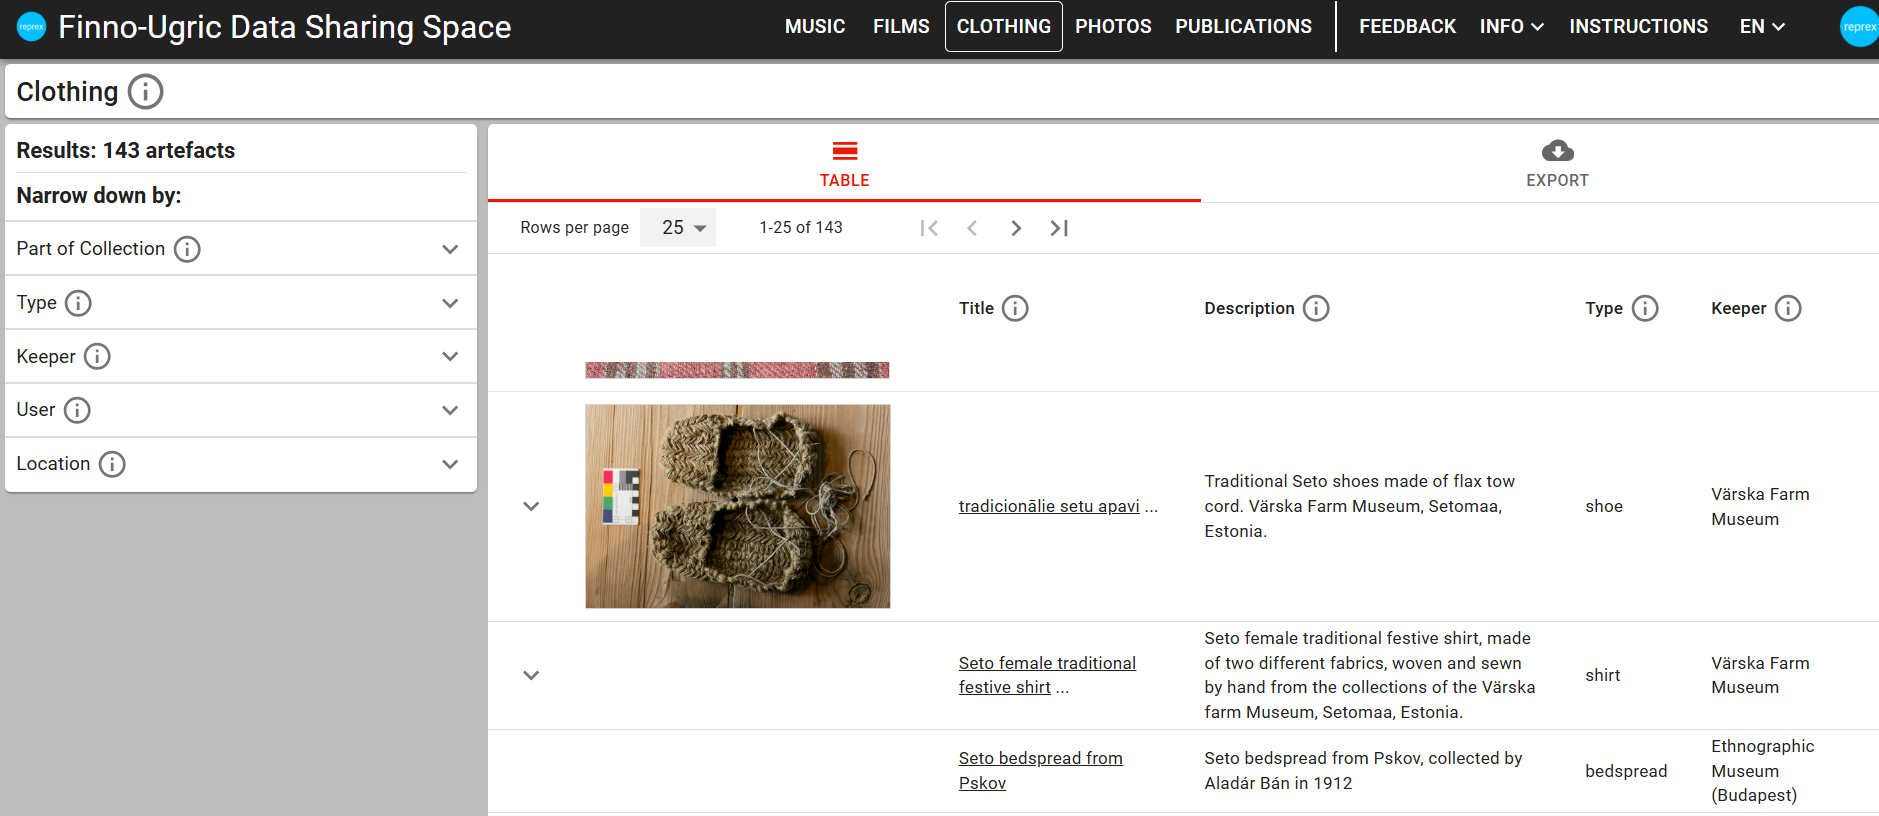 reprex Finno-Ugric Data Sharing Space MUSIC FILMS CLOTHING PHOTOS PUBLICATIONS FEEDBACK INFO INSTRUCTIONS EN reprex
Clothing
Results: 143 artefacts
Narrow down by:
Part of Collection
Type
Keeper
User
Location
TABLE EXPORT
Rows per page 25 1-25 of 143
Title Description Type Keeper
tradicionālie setu apavi ...
Traditional Seto shoes made of flax tow
cord. Värska Farm Museum, Setomaa,
Estonia.
shoe
Värska Farm
Museum
Seto female traditional
festive shirt ...
Seto female traditional festive shirt, made
of two different fabrics, woven and sewn
by hand from the collections of the Värska
farm Museum, Setomaa, Estonia.
shirt
Värska Farm
Museum
Seto bedspread from
Pskov
Seto bedspread from Pskov, collected by
Aladár Bán in 1912
bedspread
Ethnographic
Museum
(Budapest)